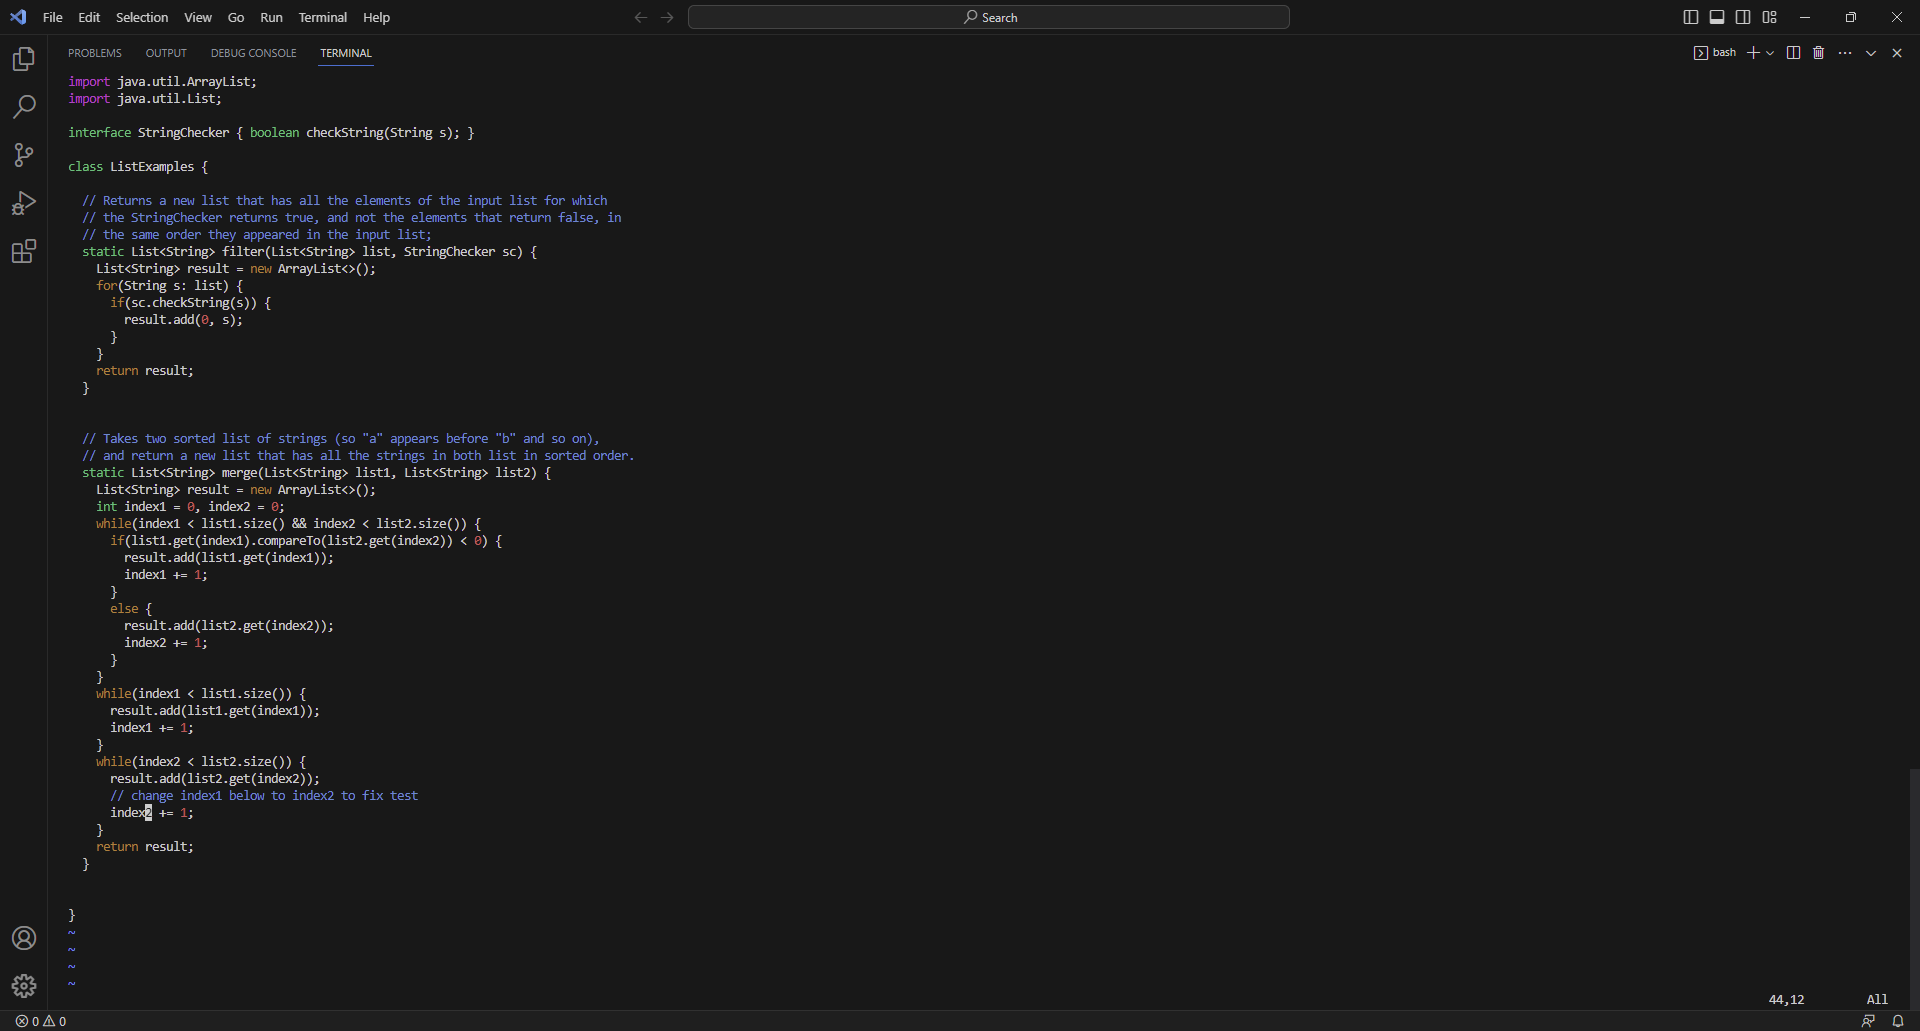 File Edit Selection View Go Run Terminal Help
Search
PROBLEMS OUTPUT DEBUG CONSOLE TERMINAL
bash
import java.util.ArrayList;
import java.util.List;
interface StringChecker { boolean checkString(String s); }
class ListExamples {
// Returns a new list that has all the elements of the input list for which
// the StringChecker returns true, and not the elements that return false, in
// the same order they appeared in the input list;
static List<String> filter(List<String> list, StringChecker sc) {
List<String> result = new ArrayList<>();
for(String s: list) {
if(sc.checkString(s)) {
result.add(0, s);
}
}
return result;
}
// Takes two sorted list of strings (so "a" appears before "b" and so on),
// and return a new list that has all the strings in both list in sorted order.
static List<String> merge(List<String> list1, List<String> list2) {
List<String> result = new ArrayList<>();
int index1 = 0, index2 = 0;
while(index1 < list1.size() && index2 < list2.size()) {
if(list1.get(index1).compareTo(list2.get(index2)) < 0) {
result.add(list1.get(index1));
index1 += 1;
}
else {
result.add(list2.get(index2));
index2 += 1;
}
}
while(index1 < list1.size()) {
result.add(list1.get(index1));
index1 += 1;
}
while(index2 < list2.size()) {
result.add(list2.get(index2));
// change index1 below to index2 to fix test
index2 += 1;
}
return result;
}
}
~
~
~
~
44,12 All
0 0